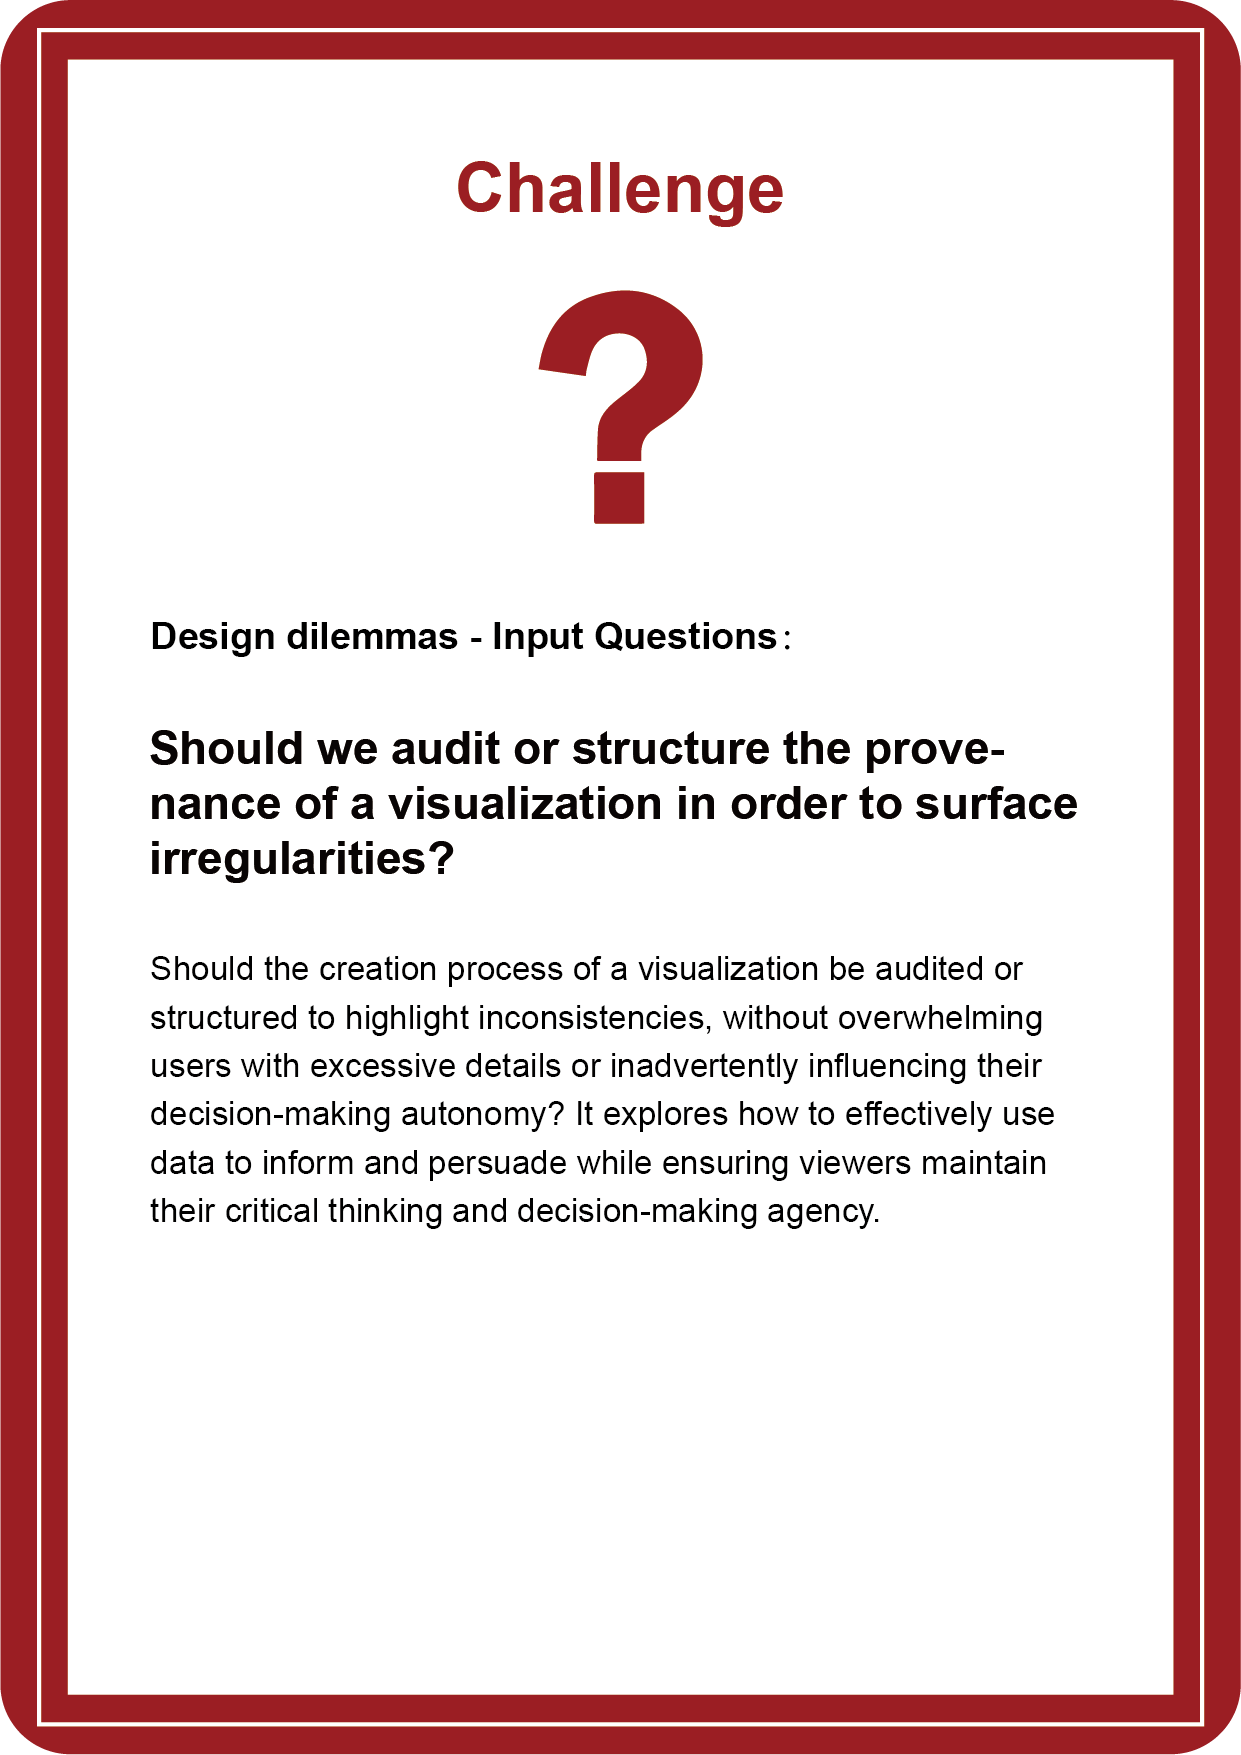 Challenge
?
Design dilemmas - Input Questions:
Should we audit or structure the prove-
nance of a visualization in order to surface
irregularities?
Should the creation process of a visualization be audited or
structured to highlight inconsistencies, without overwhelming
users with excessive details or inadvertently influencing their
decision-making autonomy? It explores how to effectively use
data to inform and persuade while ensuring viewers maintain
their critical thinking and decision-making agency.